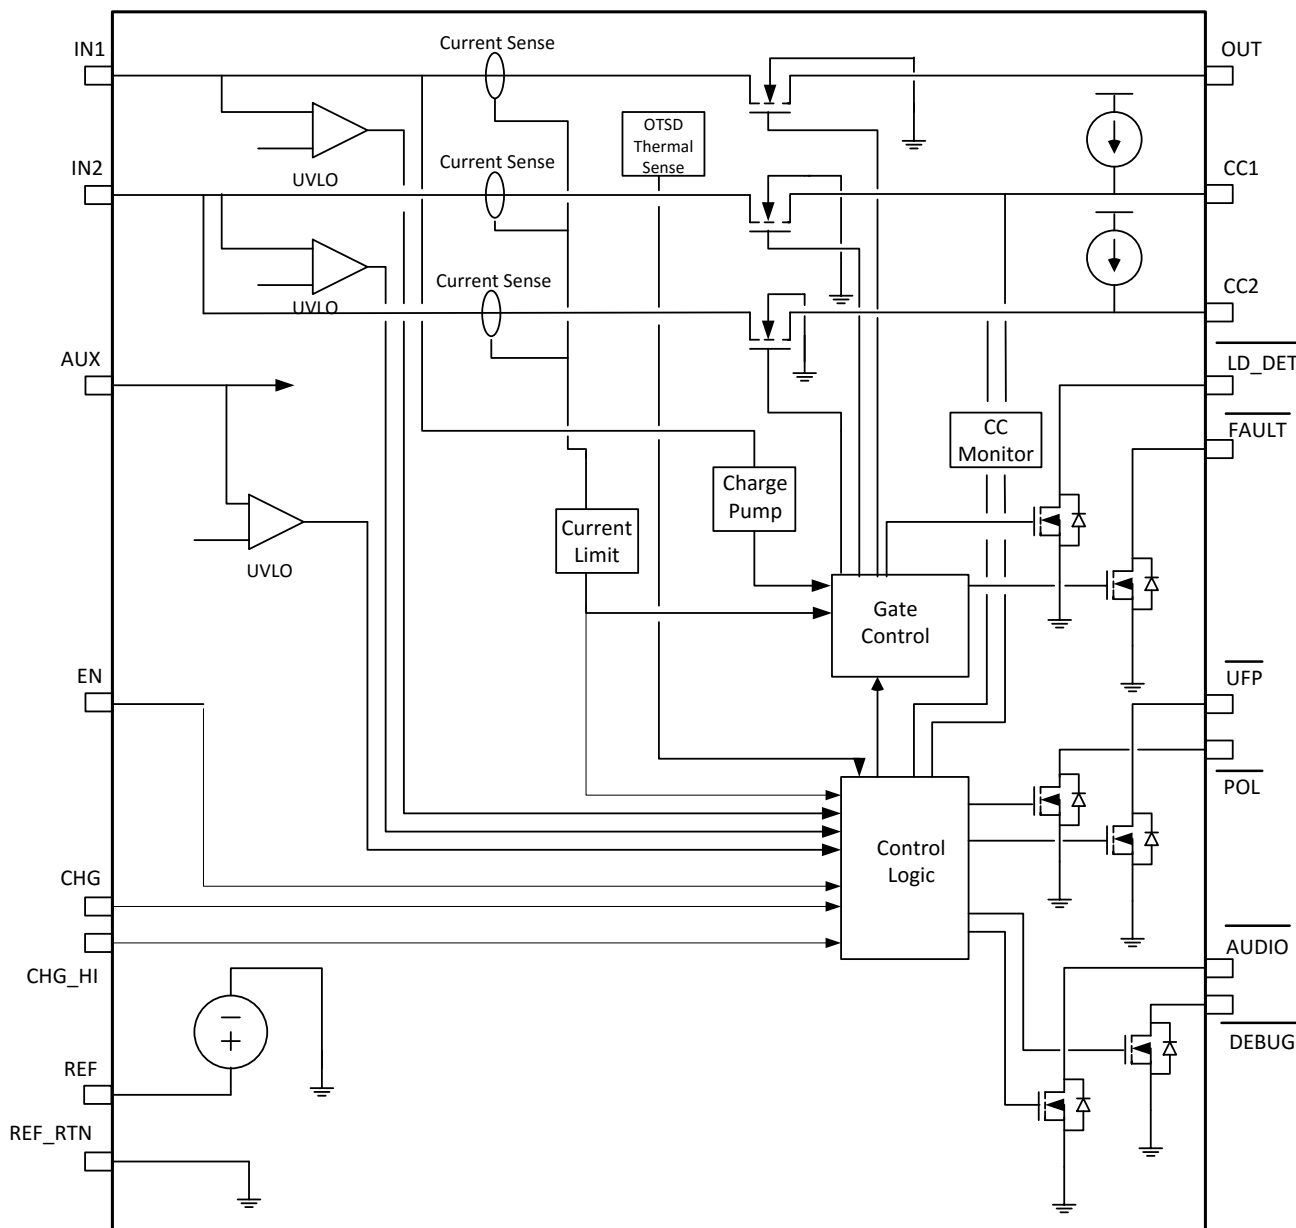 IN1
Current Sense
OUT
OTSD
Thermal
Sense
IN2
Current Sense
CC1
UVLO
UVLO
Current Sense
CC2
AUX
LD_DET
FAULT
CC
Monitor
Charge
Pump
Current
Limit
UVLO
Gate
Control
EN
UFP
POL
Control
Logic
CHG
AUDIO
CHG_HI
DEBUG
REF
REF_RTN